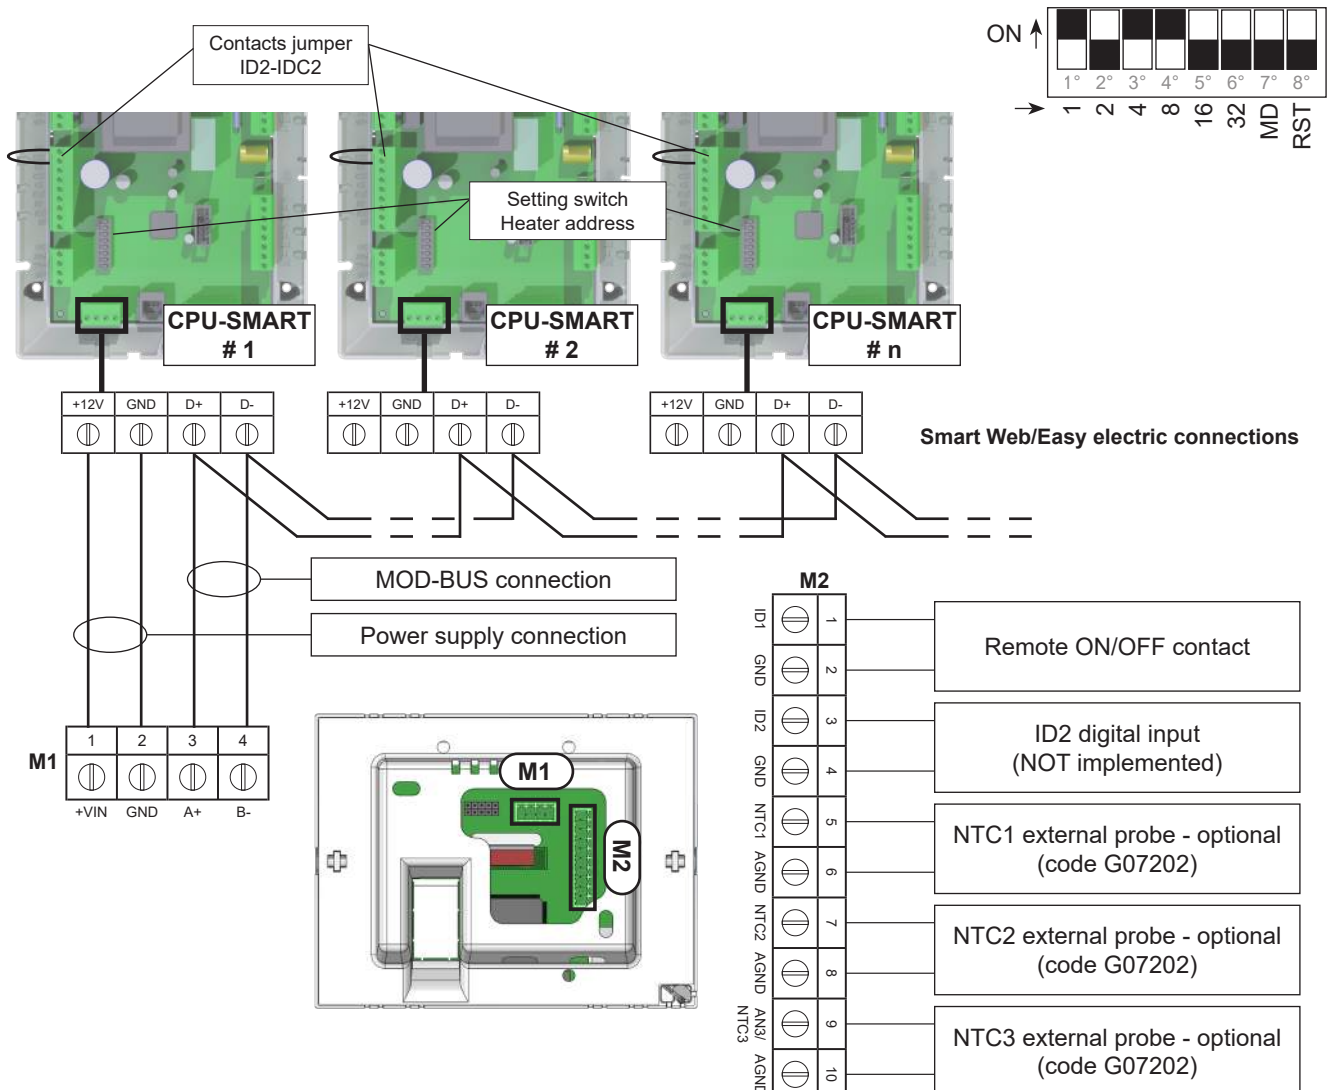 Contacts jumper
ID2-IDC2
ON
1° 2° 3° 4° 5° 6° 7° 8°
1 2 4 8 16 32 MD RST
Setting switch
Heater address
CPU-SMART
# 1
CPU-SMART
# 2
CPU-SMART
# n
+12V GND D+ D-
+12V GND D+ D-
+12V GND D+ D-
Smart Web/Easy electric connections
MOD-BUS connection
Power supply connection
M1
1 2 3 4
+VIN GND A+ B-
M1
M2
M2
ID1 1
GND 2
Remote ON/OFF contact
ID2 3
GND 4
ID2 digital input
(NOT implemented)
NTC1 5
AGND 6
NTC1 external probe - optional
(code G07202)
NTC2 7
AGND 8
NTC2 external probe - optional
(code G07202)
AN3/
NTC3 9
AGND 10
NTC3 external probe - optional
(code G07202)